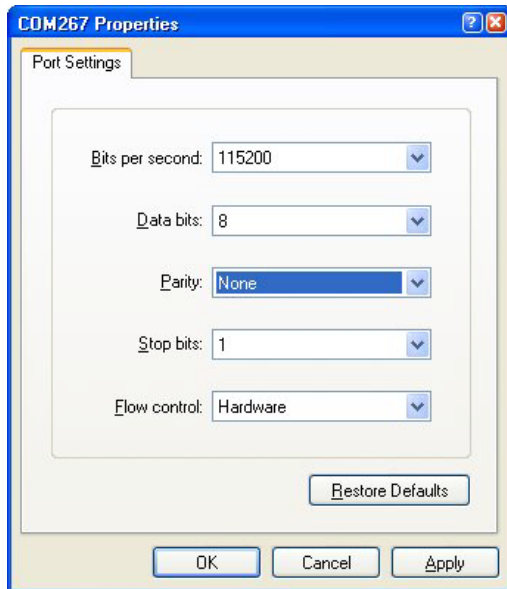 COM267 Properties
Port Settings
Bits per second: 115200
Data bits: 8
Parity: None
Stop bits: 1
Flow control: Hardware
Restore Defaults
OK Cancel Apply